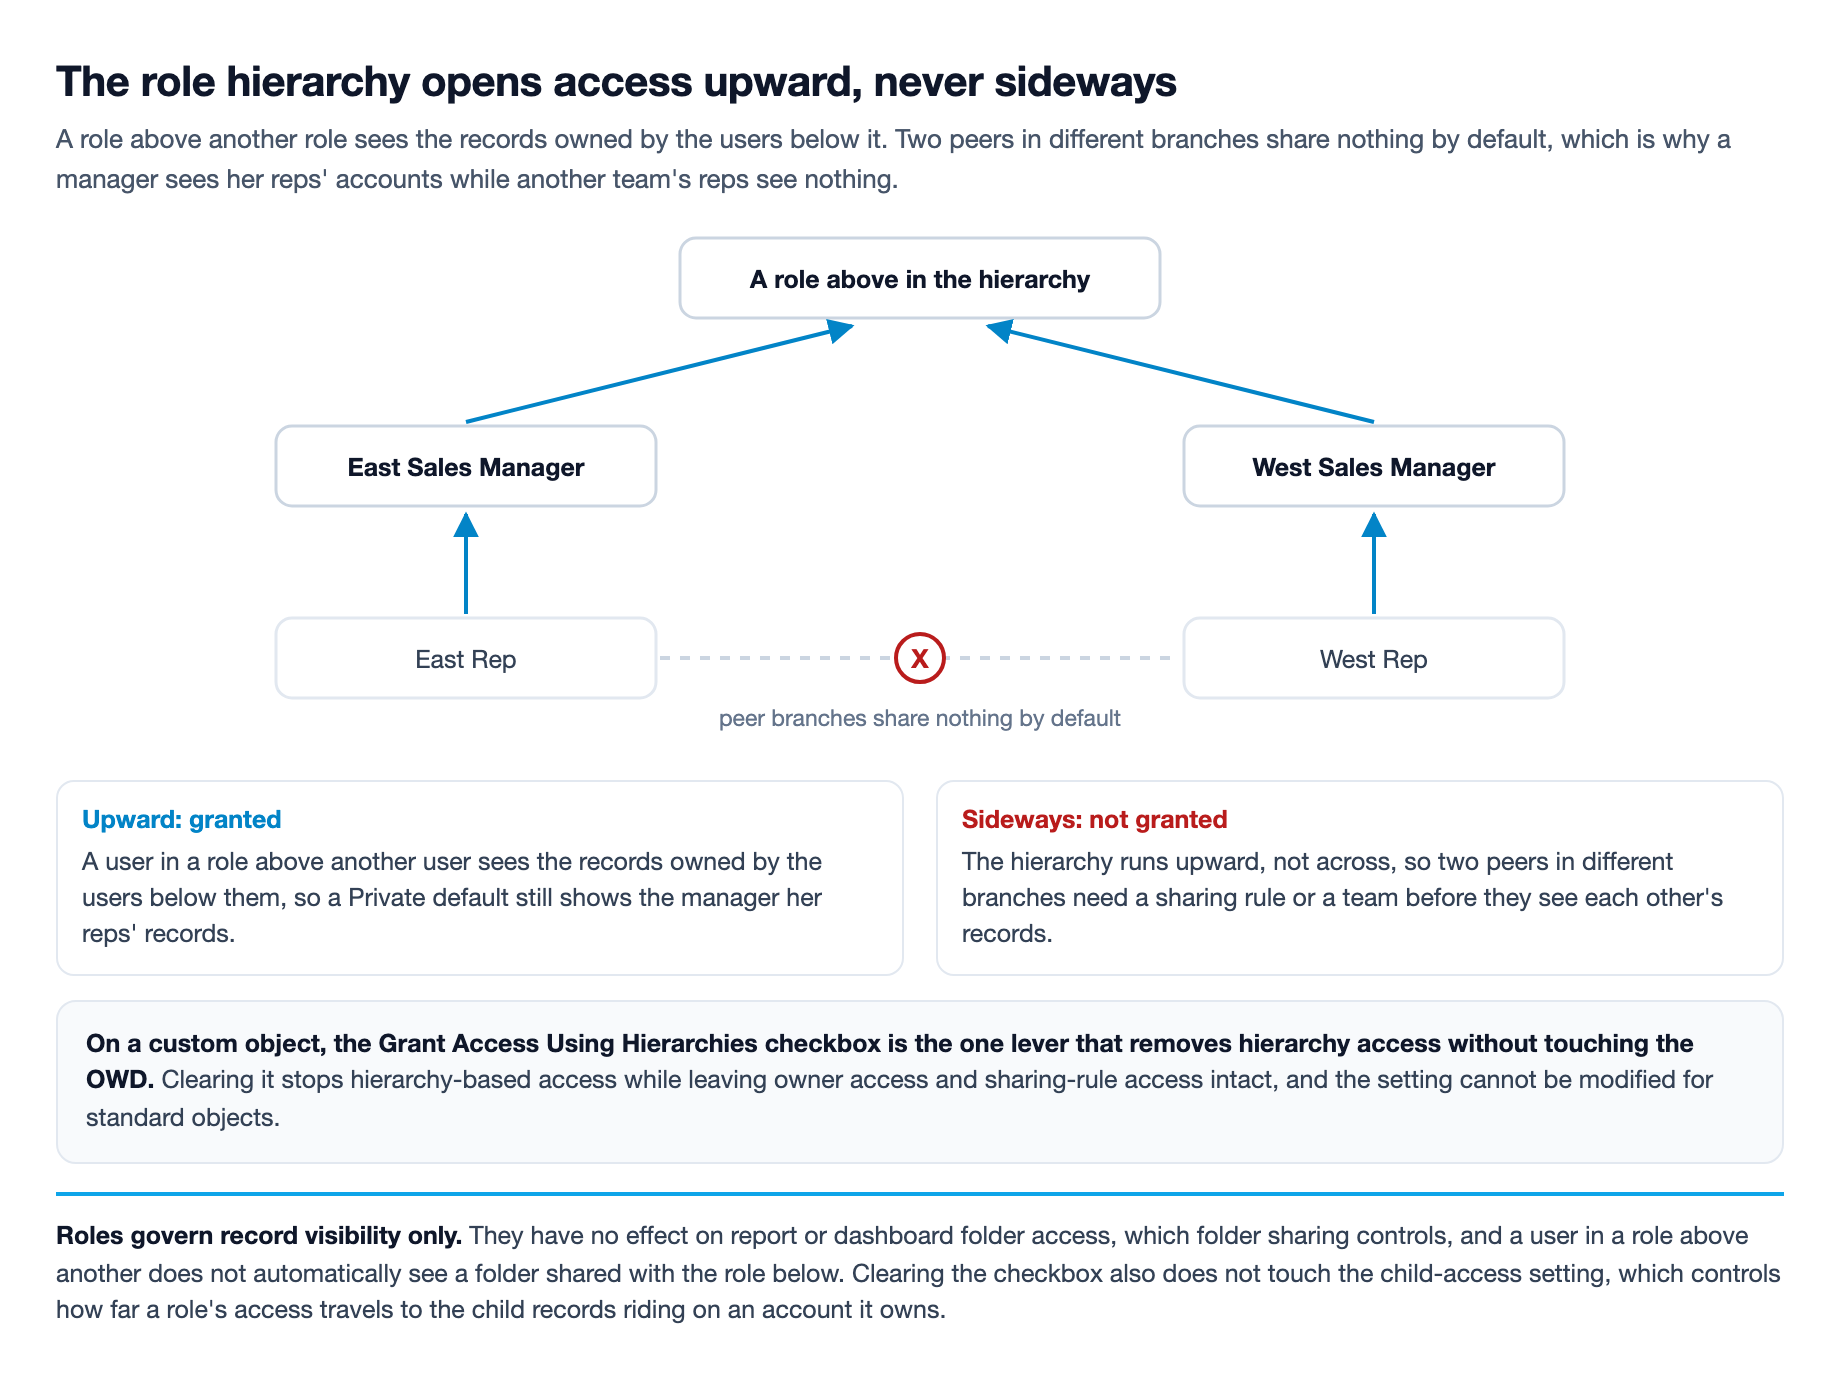 The role hierarchy opens access upward, never sideways
A role above another role sees the records owned by the users below it. Two peers in different branches share nothing by default, which is why a
manager sees her reps' accounts while another team's reps see nothing.
A role above in the hierarchy
East Sales Manager
West Sales Manager
East Rep
X
West Rep
peer branches share nothing by default
Upward: granted
A user in a role above another user sees the records owned by the
users below them, so a Private default still shows the manager her
reps' records.
Sideways: not granted
The hierarchy runs upward, not across, so two peers in different
branches need a sharing rule or a team before they see each other's
records.
On a custom object, the Grant Access Using Hierarchies checkbox is the one lever that removes hierarchy access without touching the
OWD. Clearing it stops hierarchy-based access while leaving owner access and sharing-rule access intact, and the setting cannot be modified for
standard objects.
Roles govern record visibility only. They have no effect on report or dashboard folder access, which folder sharing controls, and a user in a role above
another does not automatically see a folder shared with the role below. Clearing the checkbox also does not touch the child-access setting, which controls
how far a role's access travels to the child records riding on an account it owns.